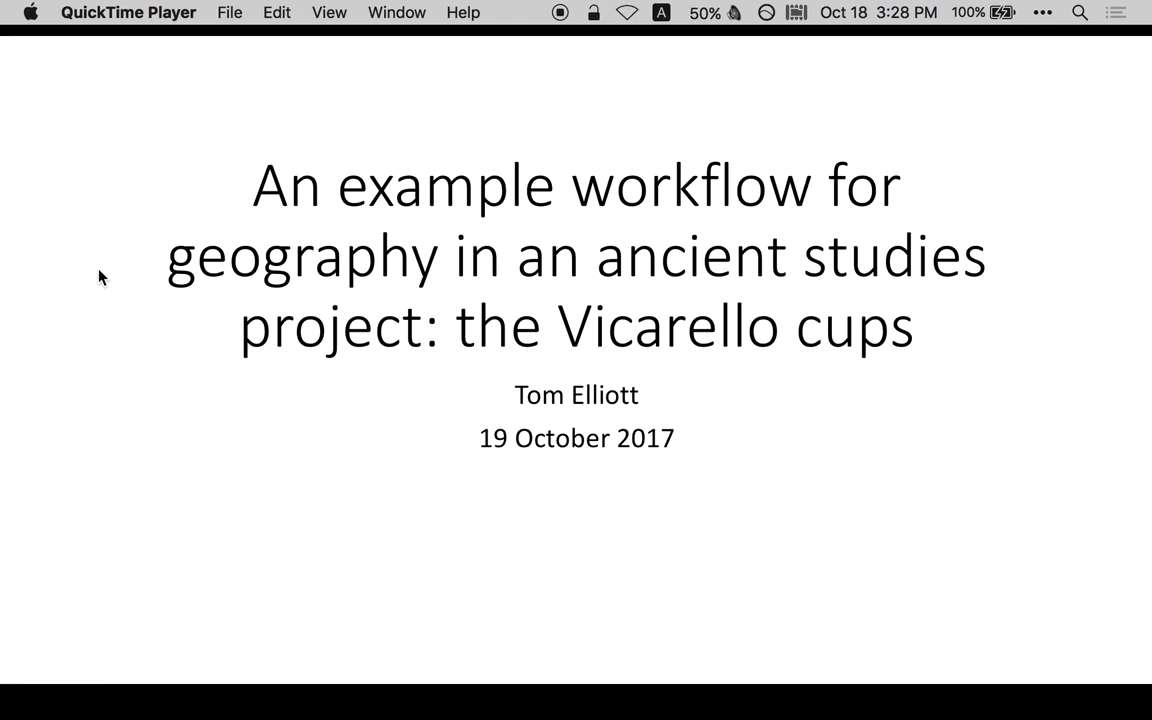 QuickTime Player File Edit View Window Help A 50% Oct 18 3:28 PM 100%
An example workflow for
geography in an ancient studies
project: the Vicarello cups
Tom Elliott
19 October 2017